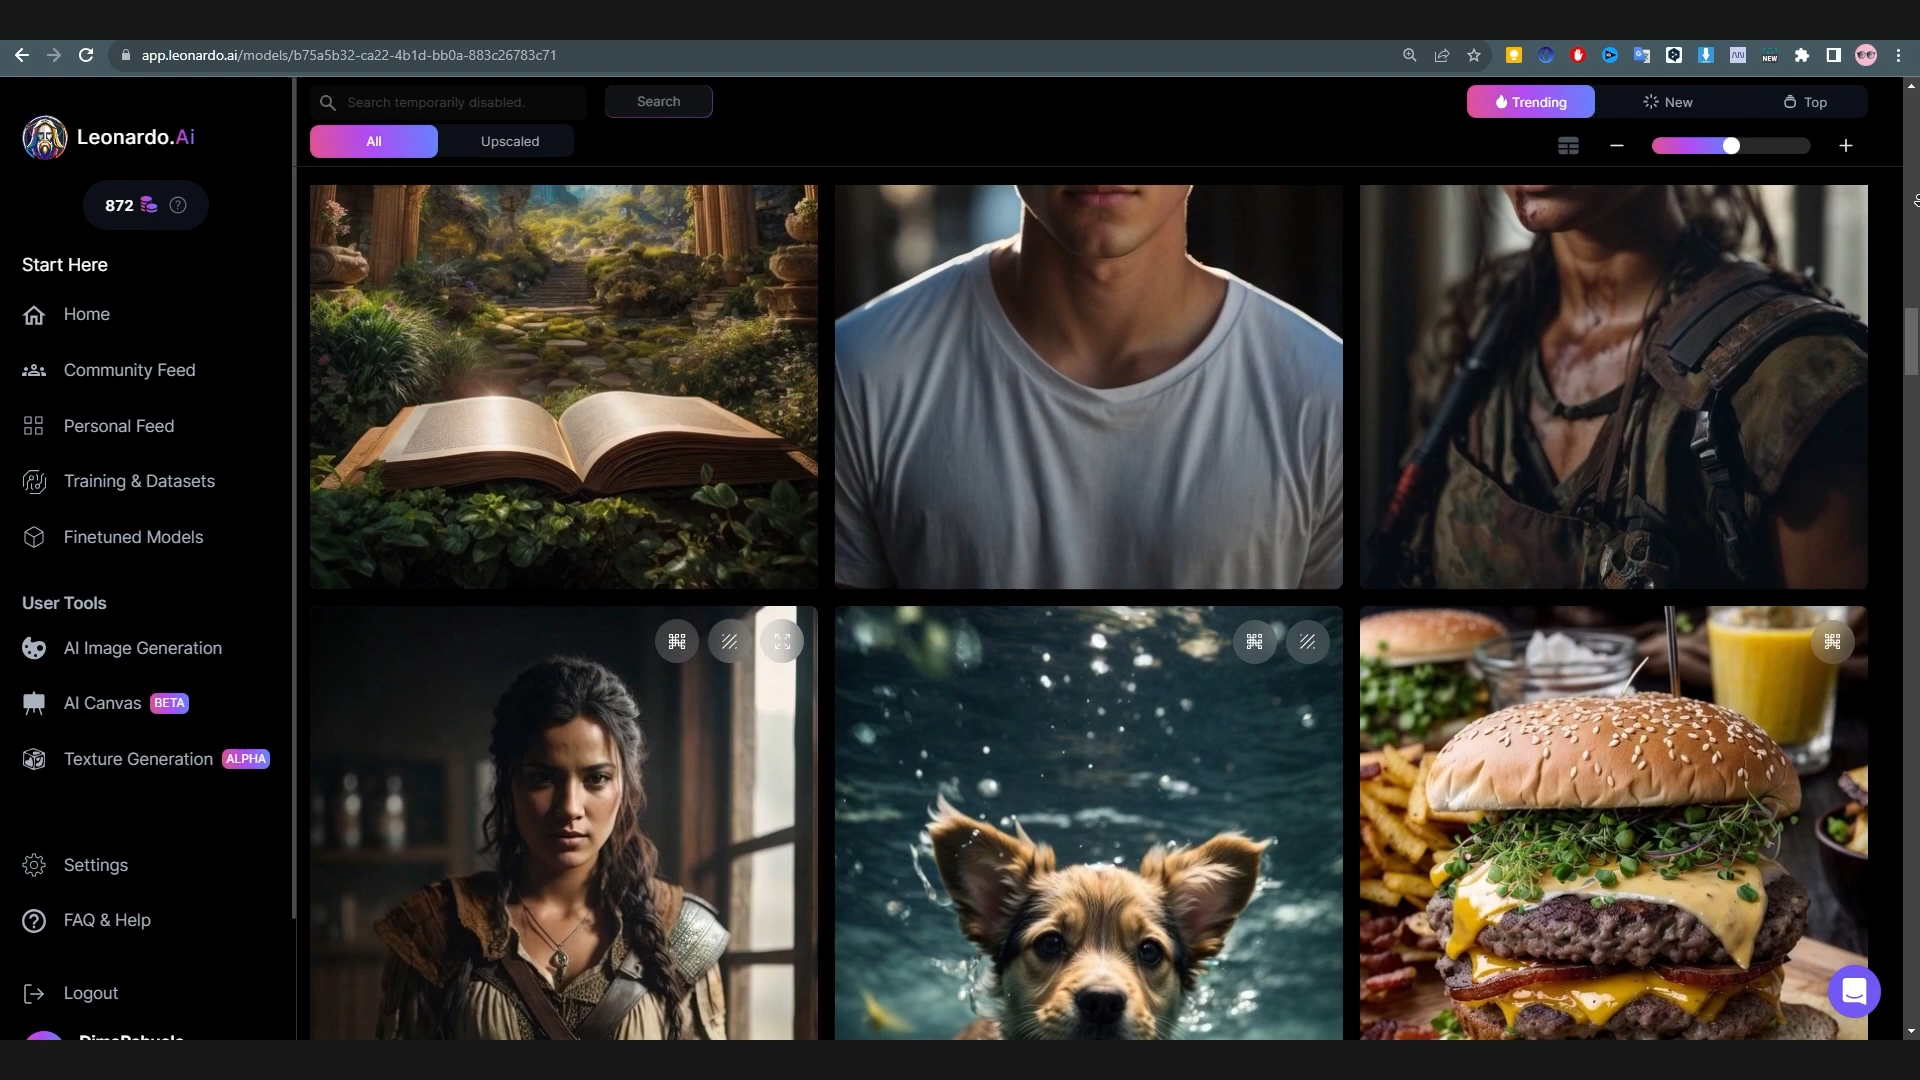 app.leonardo.ai/models/b75a5b32-ca22-4b1d-bb0a-883c26783c71
NEW
Search temporarily disabled.
Search
Trending
New
Top
All
Upscaled
Leonardo.Ai
872
Start Here
Home
Community Feed
Personal Feed
Training & Datasets
Finetuned Models
User Tools
AI Image Generation
AI Canvas BETA
Texture Generation ALPHA
Settings
FAQ & Help
Logout